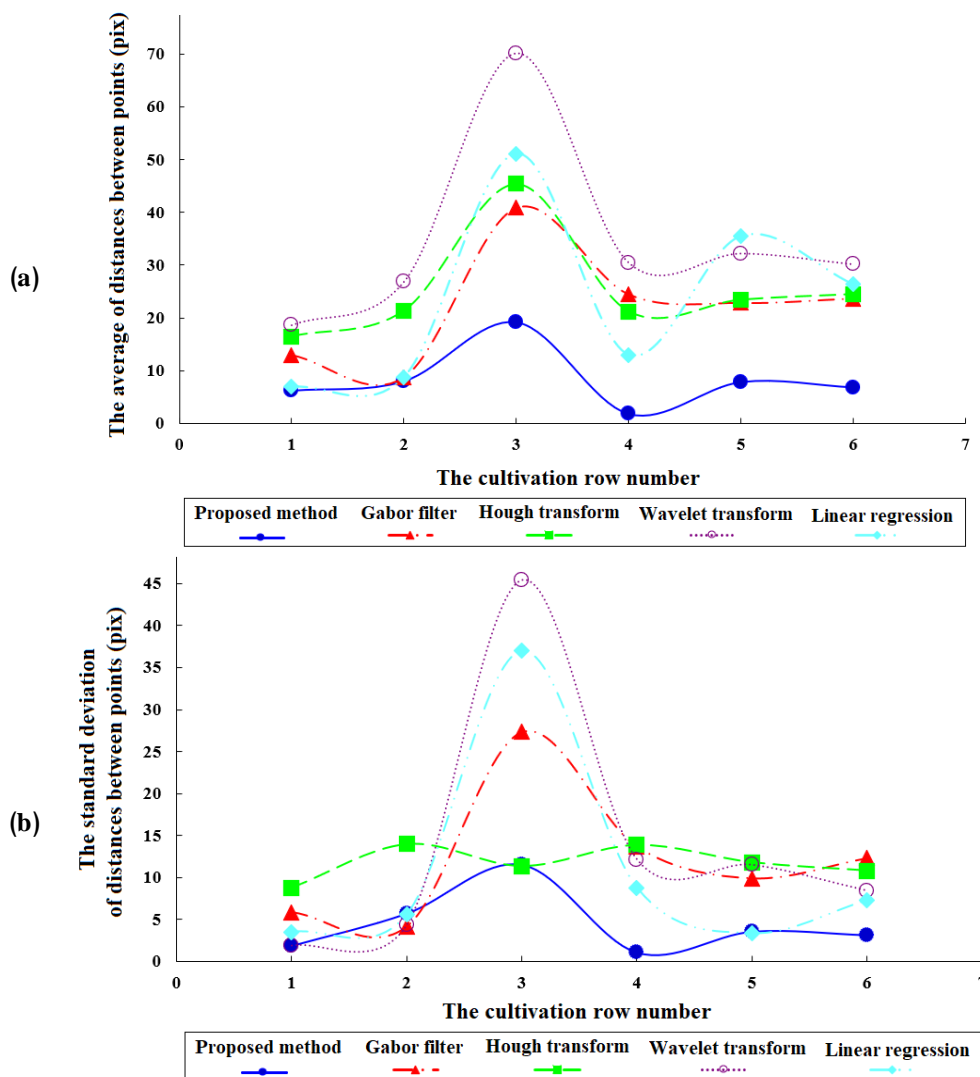 (a)
The average of distances between points (pix)
70
60
50
40
30
20
10
0
0 1 2 3 4 5 6 7
The cultivation row number
Proposed method Gabor filter Hough transform Wavelet transform Linear regression
(b)
The standard deviation
of distances between points (pix)
45
40
35
30
25
20
15
10
5
0
0 1 2 3 4 5 6 7
The cultivation row number
Proposed method Gabor filter Hough transform Wavelet transform Linear regression